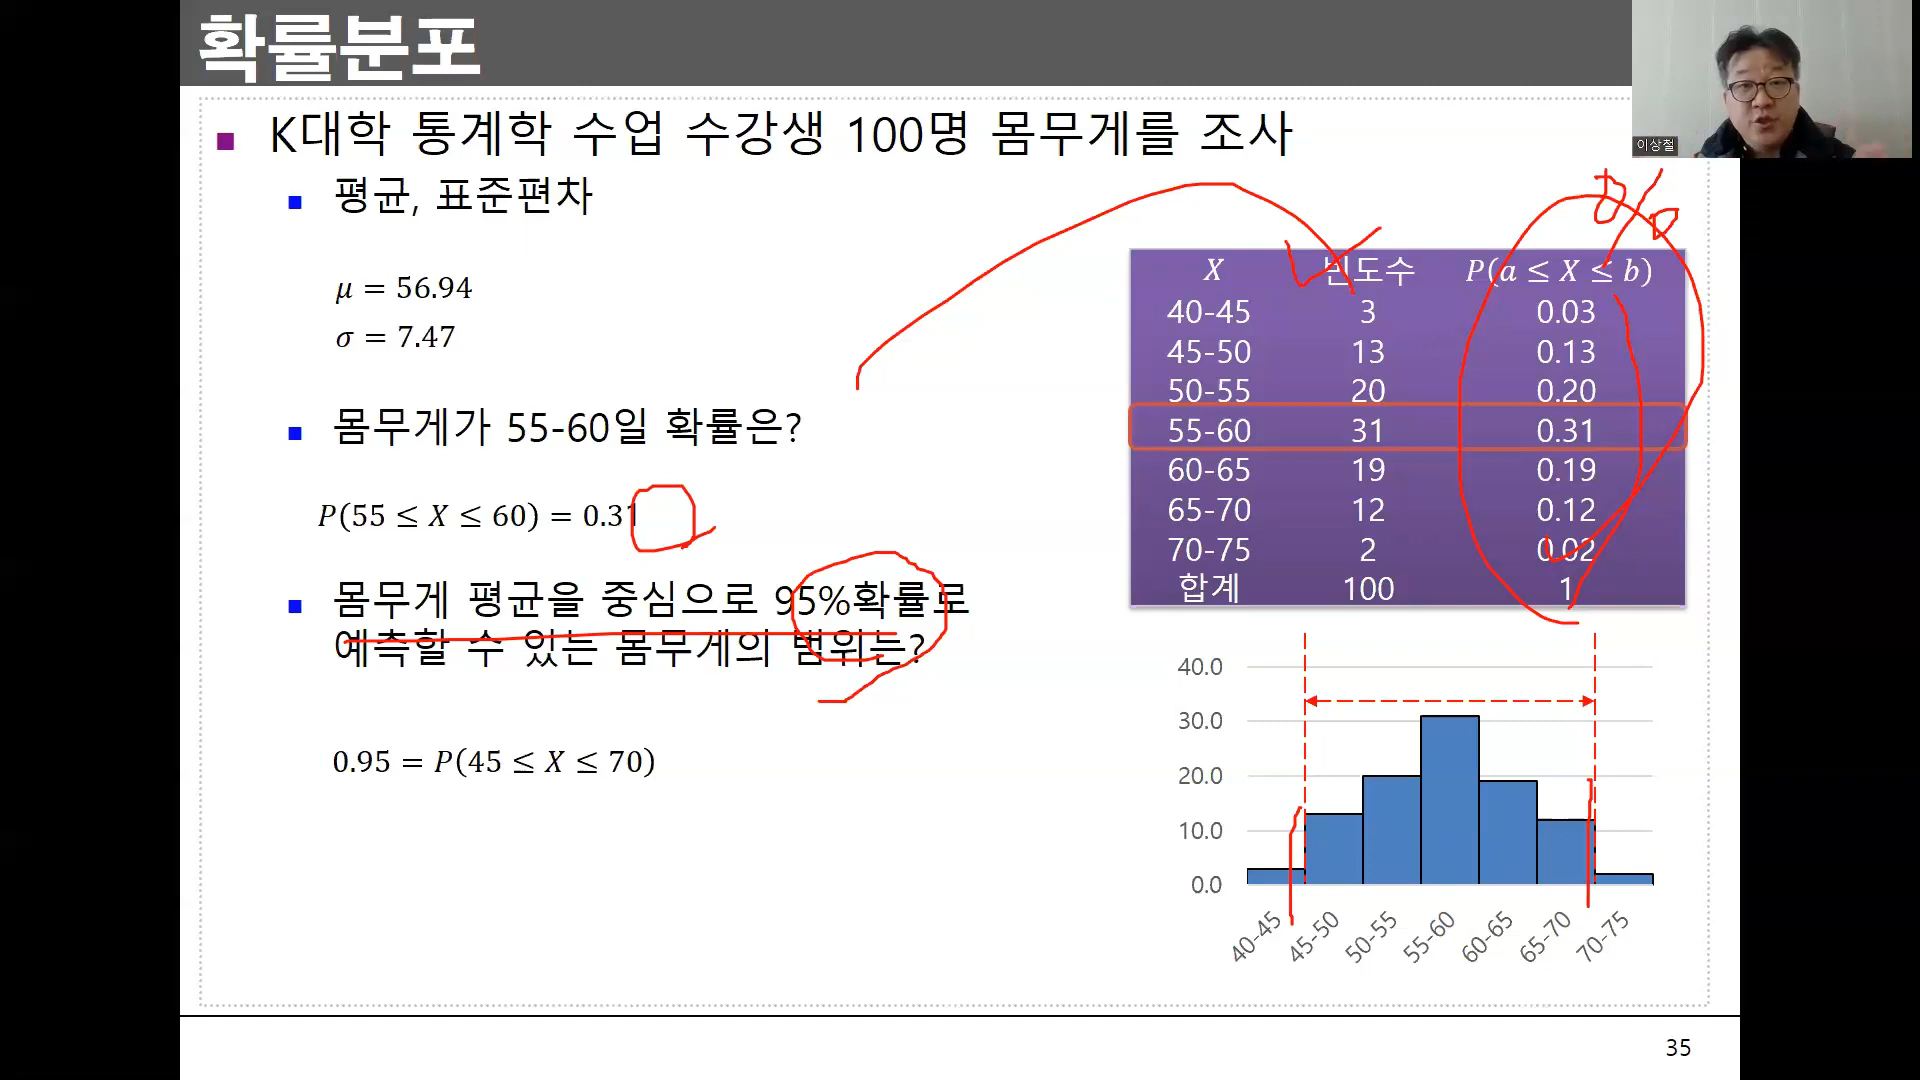 확률분포
이상철
K대학 통계학 수업 수강생 100명 몸무게를 조사
평균, 표준편차
μ = 56.94
σ = 7.47
몸무게가 55-60일 확률은?
P(55 ≤ X ≤ 60) = 0.31
몸무게 평균을 중심으로 95%확률로
예측할 수 있는 몸무게의 범위는?
0.95 = P(45 ≤ X ≤ 70)
X 빈도수 P(a ≤ X ≤ b)
40-45 3 0.03
45-50 13 0.13
50-55 20 0.20
55-60 31 0.31
60-65 19 0.19
65-70 12 0.12
70-75 2 0.02
합계 100 1
40.0
30.0
20.0
10.0
0.0
40-45 45-50 50-55 55-60 60-65 65-70 70-75
35